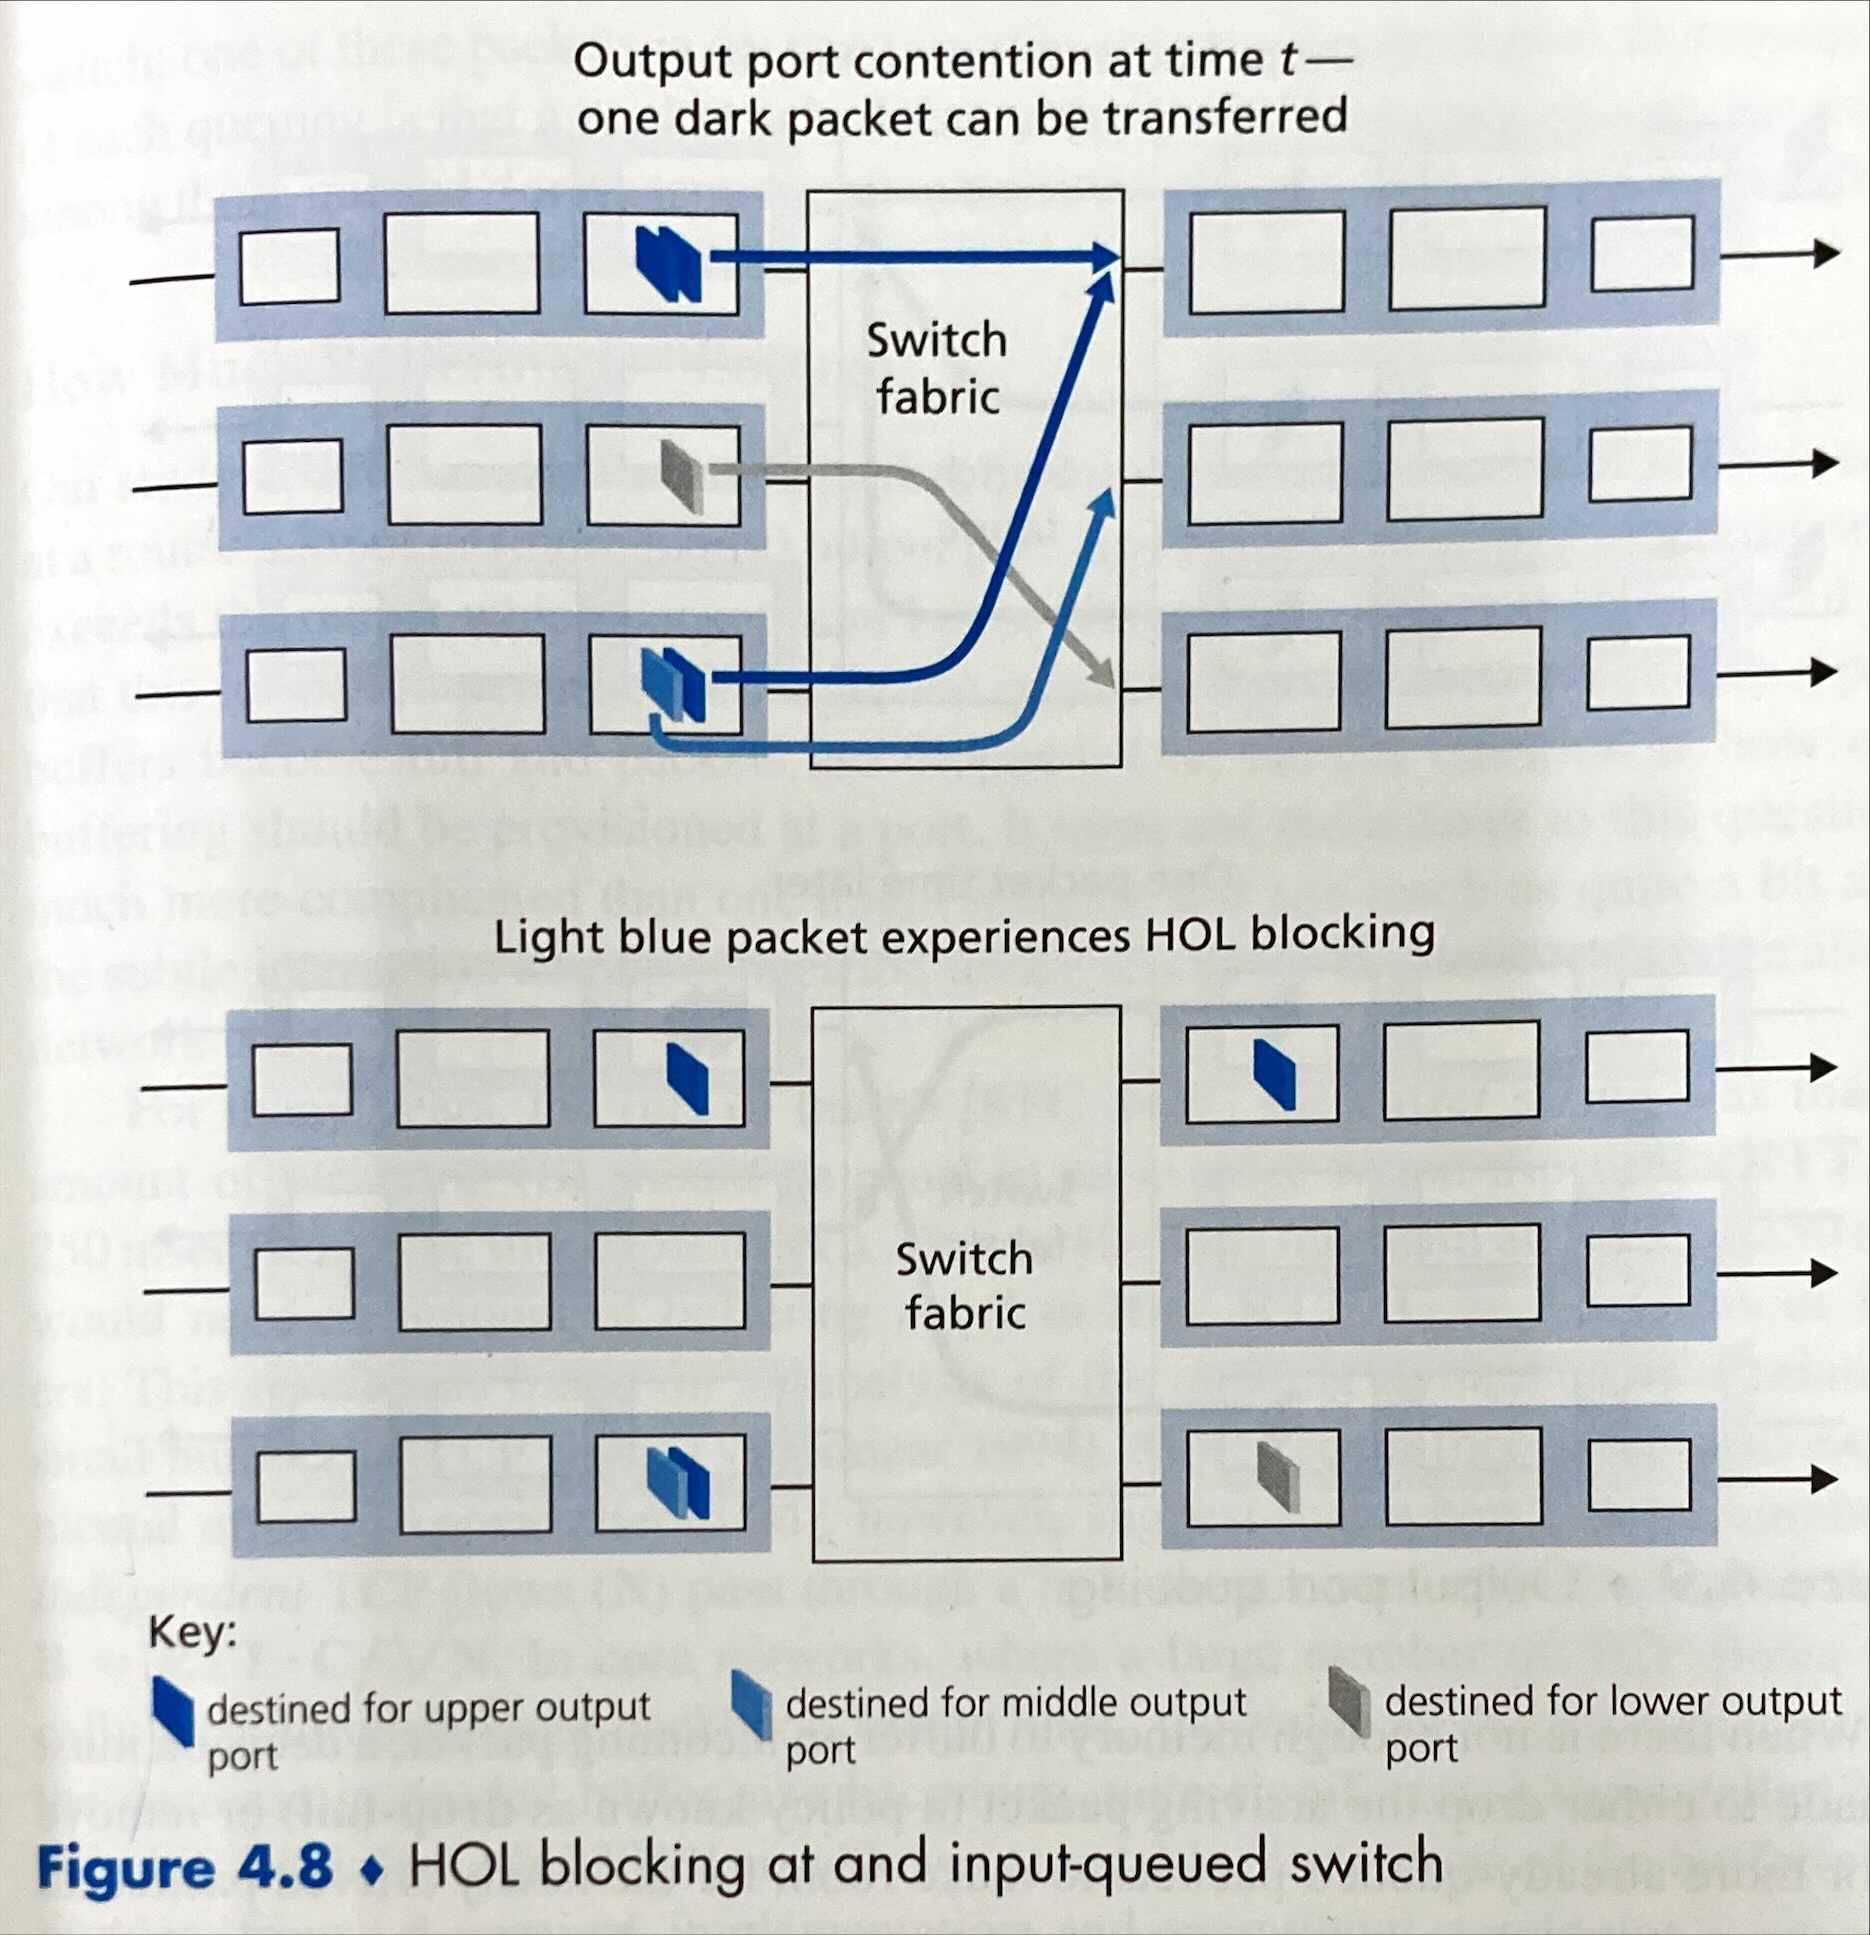 Output port contention at time t—
one dark packet can be transferred
Switch
fabric
Light blue packet experiences HOL blocking
Switch
fabric
Key:
destined for upper output
port
destined for middle output
port
destined for lower output
port
Figure 4.8 ♦ HOL blocking at and input-queued switch